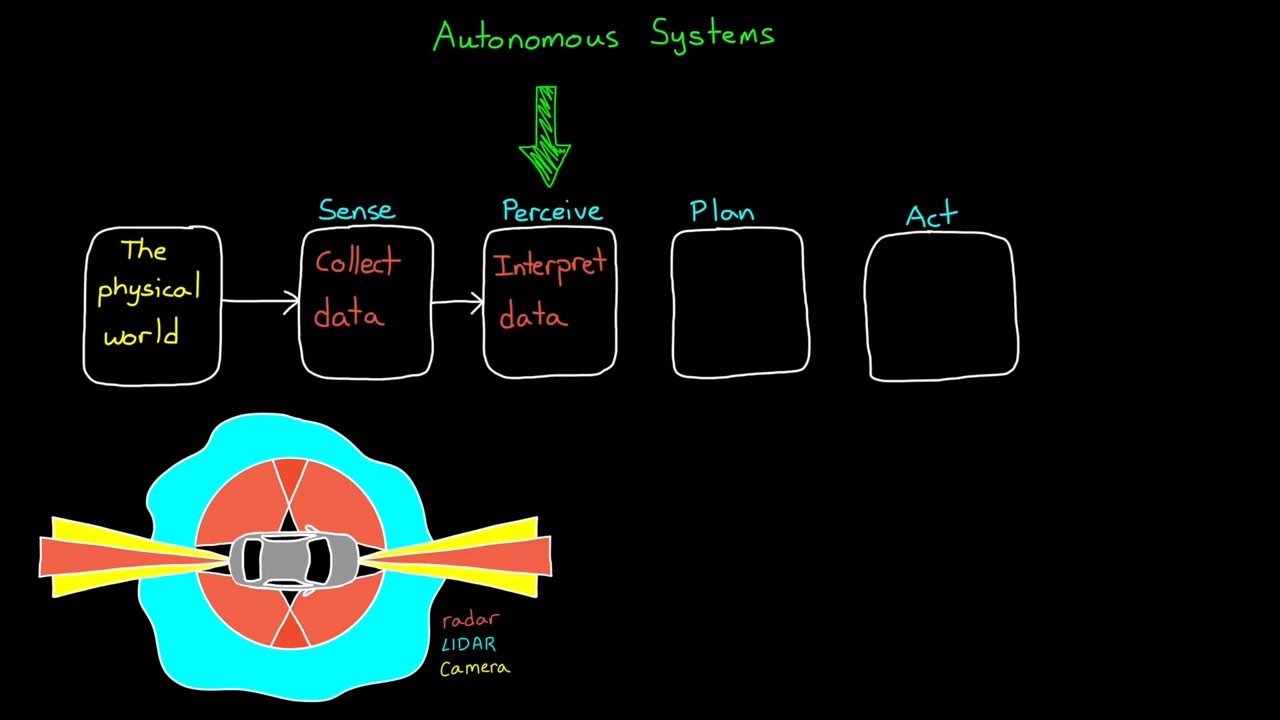 Autonomous Systems
Sense
Perceive
Plan
Act
The
physical
world
Collect
data
Interpret
data
radar
LIDAR
Camera